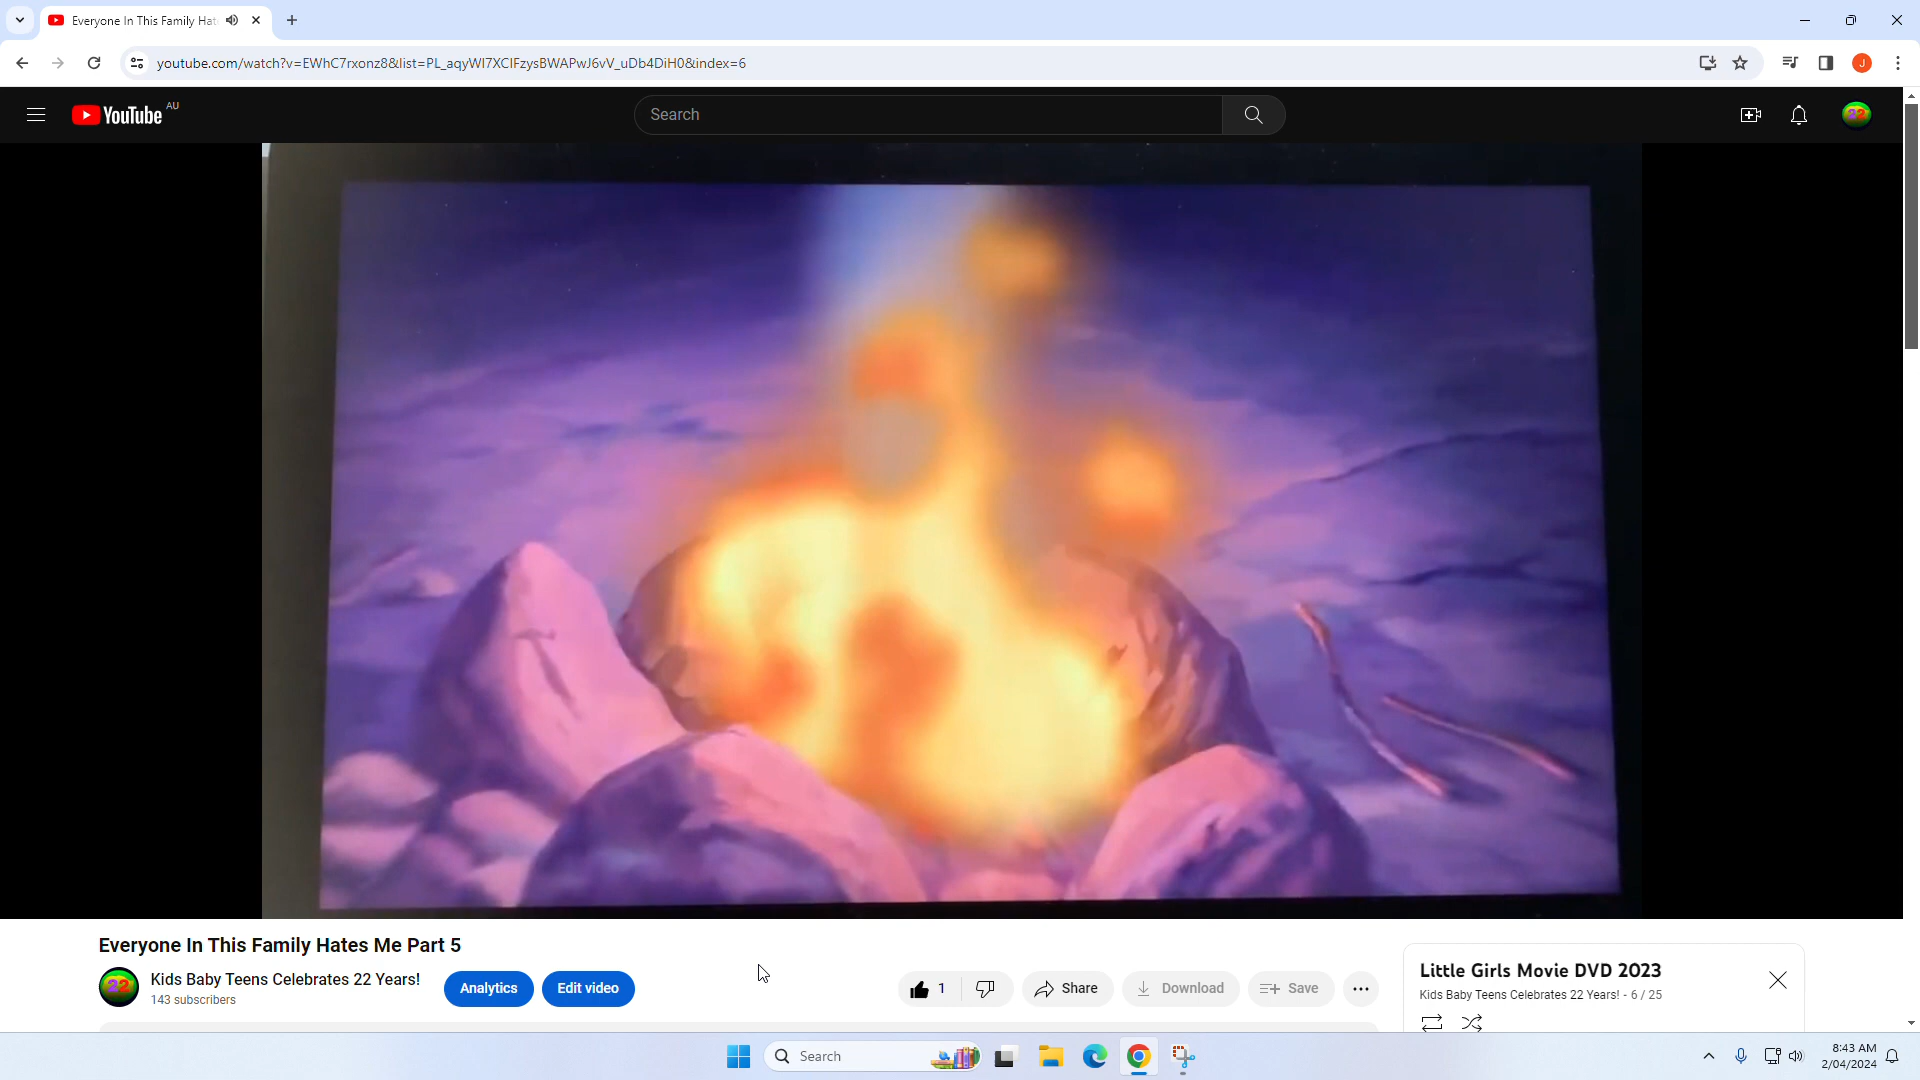 Everyone In This Family Hat
youtube.com/watch?v=EWhC7rxonz8&list=PL_aqyWI7XCIFzysBWAPwJ6vV_uDb4DiH0&index=6
J
YouTube AU
Search
22
Everyone In This Family Hates Me Part 5
22
Kids Baby Teens Celebrates 22 Years!
143 subscribers
Analytics
Edit video
1
Share
Download
Save
Little Girls Movie DVD 2023
Kids Baby Teens Celebrates 22 Years! - 6 / 25
Search
8:43 AM
2/04/2024